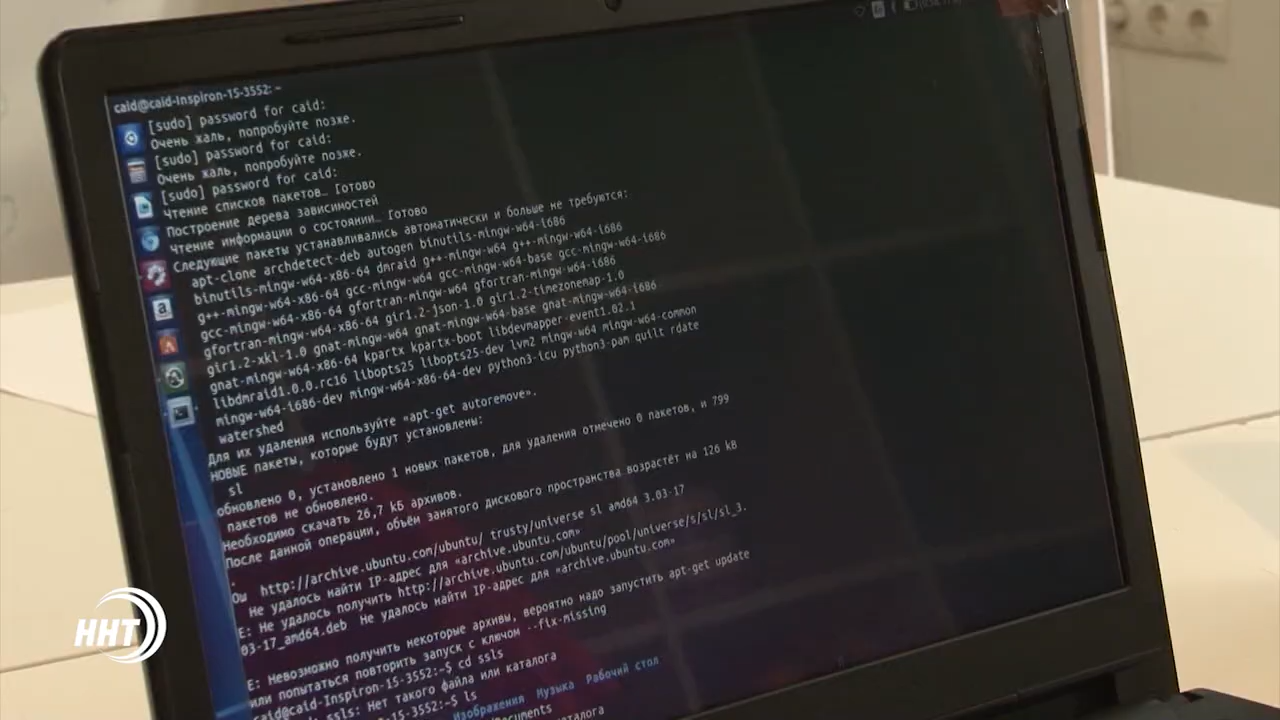 caid@caid-Inspiron-15-3552: ~
[sudo] password for caid:
Очень жаль, попробуйте позже.
[sudo] password for caid:
Очень жаль, попробуйте позже.
[sudo] password for caid:
Чтение списков пакетов… Готово
Построение дерева зависимостей
Чтение информации о состоянии… Готово
Следующие пакеты устанавливались автоматически и больше не требуются:
apt-clone archdetect-deb autogen binutils-mingw-w64-i686
binutils-mingw-w64-x86-64 dmraid g++-mingw-w64 g++-mingw-w64-i686
g++-mingw-w64-x86-64 gcc-mingw-w64 gcc-mingw-w64-base gcc-mingw-w64-i686
gcc-mingw-w64-x86-64 gfortran-mingw-w64 gfortran-mingw-w64-i686
gfortran-mingw-w64-x86-64 gir1.2-json-1.0 gir1.2-timezonemap-1.0
gir1.2-xkl-1.0 gnat-mingw-w64 gnat-mingw-w64-base gnat-mingw-w64-i686
gnat-mingw-w64-x86-64 kpartx kpartx-boot libdevmapper-event1.02.1
libdmraid1.0.0.rc16 libopts25 libopts25-dev lvm2 mingw-w64 mingw-w64-common
mingw-w64-i686-dev mingw-w64-x86-64-dev python3-icu python3-pam quilt rdate
watershed
Для их удаления используйте «apt-get autoremove».
НОВЫЕ пакеты, которые будут установлены:
sl
обновлено 0, установлено 1 новых пакетов, для удаления отмечено 0 пакетов, и 799
пакетов не обновлено.
Необходимо скачать 26,7 kБ архивов.
После данной операции, объём занятого дискового пространства возрастёт на 126 kB
.
Ош http://archive.ubuntu.com/ubuntu/ trusty/universe sl amd64 3.03-17
Не удалось найти IP-адрес для «archive.ubuntu.com»
E: Не удалось получить http://archive.ubuntu.com/ubuntu/pool/universe/s/sl/sl_3.
03-17_amd64.deb Не удалось найти IP-адрес для «archive.ubuntu.com»
E: Невозможно получить некоторые архивы, вероятно надо запустить apt-get update
или попытаться повторить запуск с ключом --fix-missing
caid@caid-Inspiron-15-3552:~$ cd ssls
ssls: Нет такого файла или каталога
-15-3552:~$ ls
Изображения Музыка Рабочий стол
/Documents
каталога
ННТ